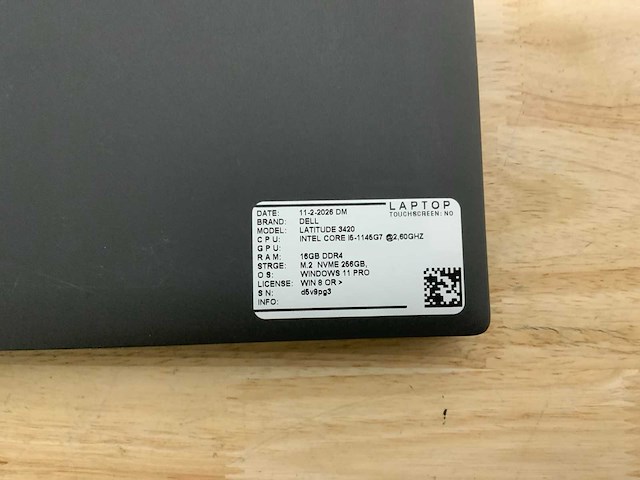 LAPTOP
TOUCHSCREEN: NO
DATE: 11-2-2026 DM
BRAND: DELL
MODEL: LATITUDE 3420
CPU: INTEL CORE I5-1145G7 @2,60GHZ
GPU:
RAM: 16GB DDR4
STRGE: M.2 NVME 256GB,
OS: WINDOWS 11 PRO
LICENSE: WIN 8 OR >
SN: d5v9pg3
INFO: